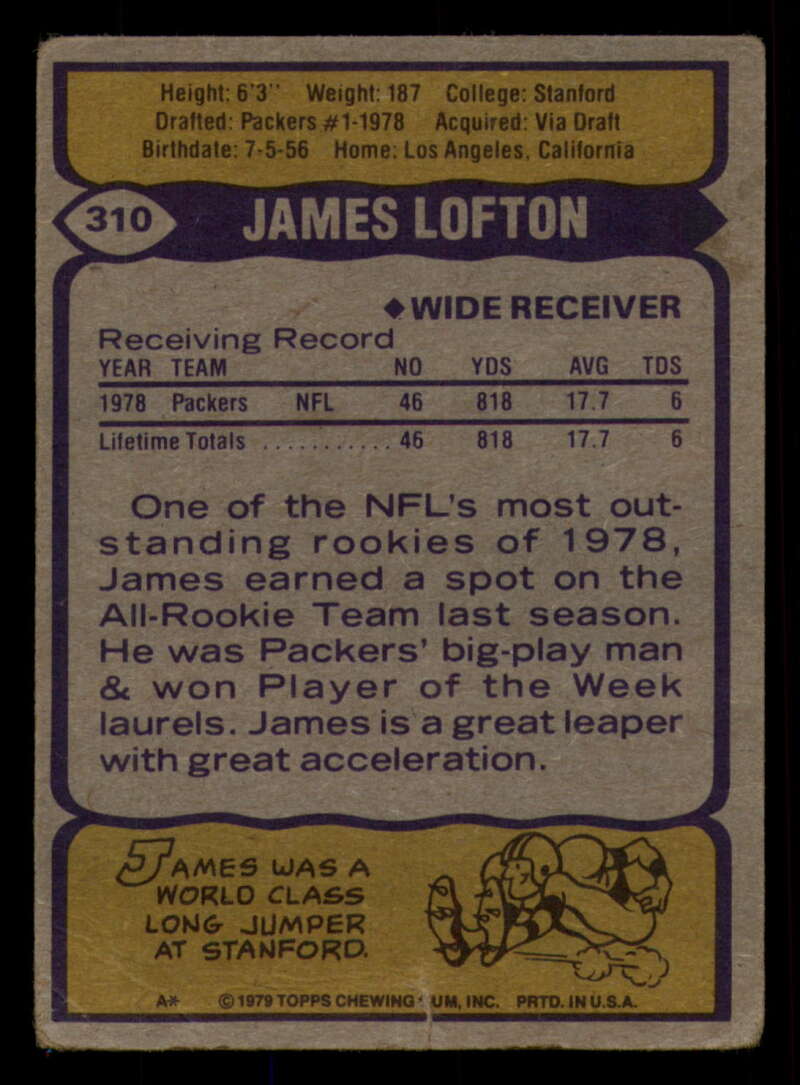 Height: 6'3" Weight: 187 College: Stanford
Drafted: Packers #1-1978 Acquired: Via Draft
Birthdate: 7-5-56 Home: Los Angeles, California
310 JAMES LOFTON
◆WIDE RECEIVER
Receiving Record
YEAR TEAM NO YDS AVG TDS
1978 Packers NFL 46 818 17.7 6
Lifetime Totals ........... 46 818 17.7 6
One of the NFL's most out-
standing rookies of 1978,
James earned a spot on the
All-Rookie Team last season.
He was Packers' big-play man
& won Player of the Week
laurels. James is a great leaper
with great acceleration.
JAMES WAS A
WORLD CLASS
LONG JUMPER
AT STANFORD.
A* © 1979 TOPPS CHEWING UM, INC. PRTD. IN U.S.A.